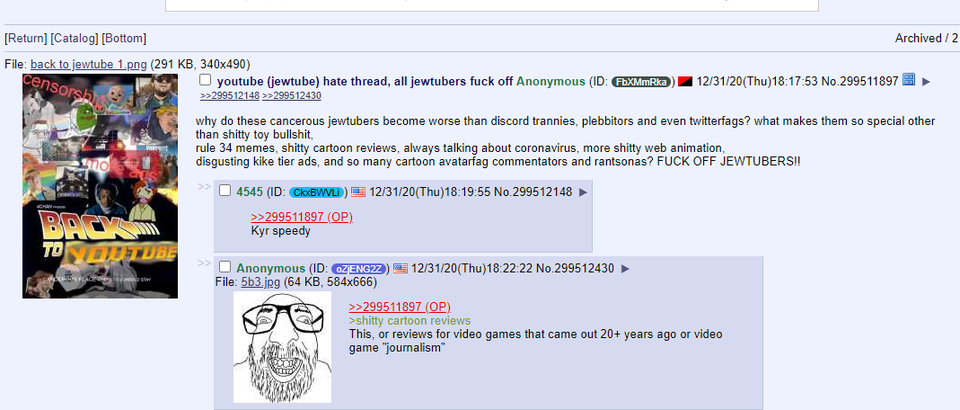 [Return] [Catalog] [Bottom]
Archived / 2
File: back to jewtube 1.png (291 KB, 340x490)
censorship
more ads
4CHAN presents
BACK
TO YOUTUBE
youtube (jewtube) hate thread, all jewtubers fuck off Anonymous (ID: FbXMmRka) 12/31/20(Thu)18:17:53 No.299511897
>>299512148 >>299512430
why do these cancerous jewtubers become worse than discord trannies, plebbitors and even twitterfags? what makes them so special other
than shitty toy bullshit,
rule 34 memes, shitty cartoon reviews, always talking about coronavirus, more shitty web animation,
disgusting kike tier ads, and so many cartoon avatarfag commentators and rantsonas? FUCK OFF JEWTUBERS!!
>> 4545 (ID: CkxBWVLi) 12/31/20(Thu)18:19:55 No.299512148
>>299511897 (OP)
Kyr speedy
>> Anonymous (ID: oZjENG2Z) 12/31/20(Thu)18:22:22 No.299512430
File: 5b3.jpg (64 KB, 584x666)
>>299511897 (OP)
>shitty cartoon reviews
This, or reviews for video games that came out 20+ years ago or video
game "journalism"